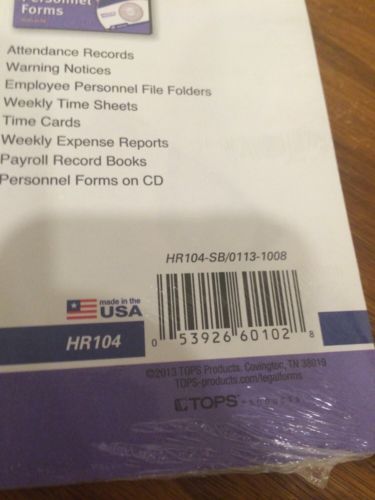 Personnel
Forms
Attendance Records
Warning Notices
Employee Personnel File Folders
Weekly Time Sheets
Time Cards
Weekly Expense Reports
Payroll Record Books
Personnel Forms on CD
HR104-SB/0113-1008
made in the
USA
HR104
0 53926 60102 8
©2013 TOPS Products. Covington, TN 38019
TOPS-products.com/legalforms
TOPS products